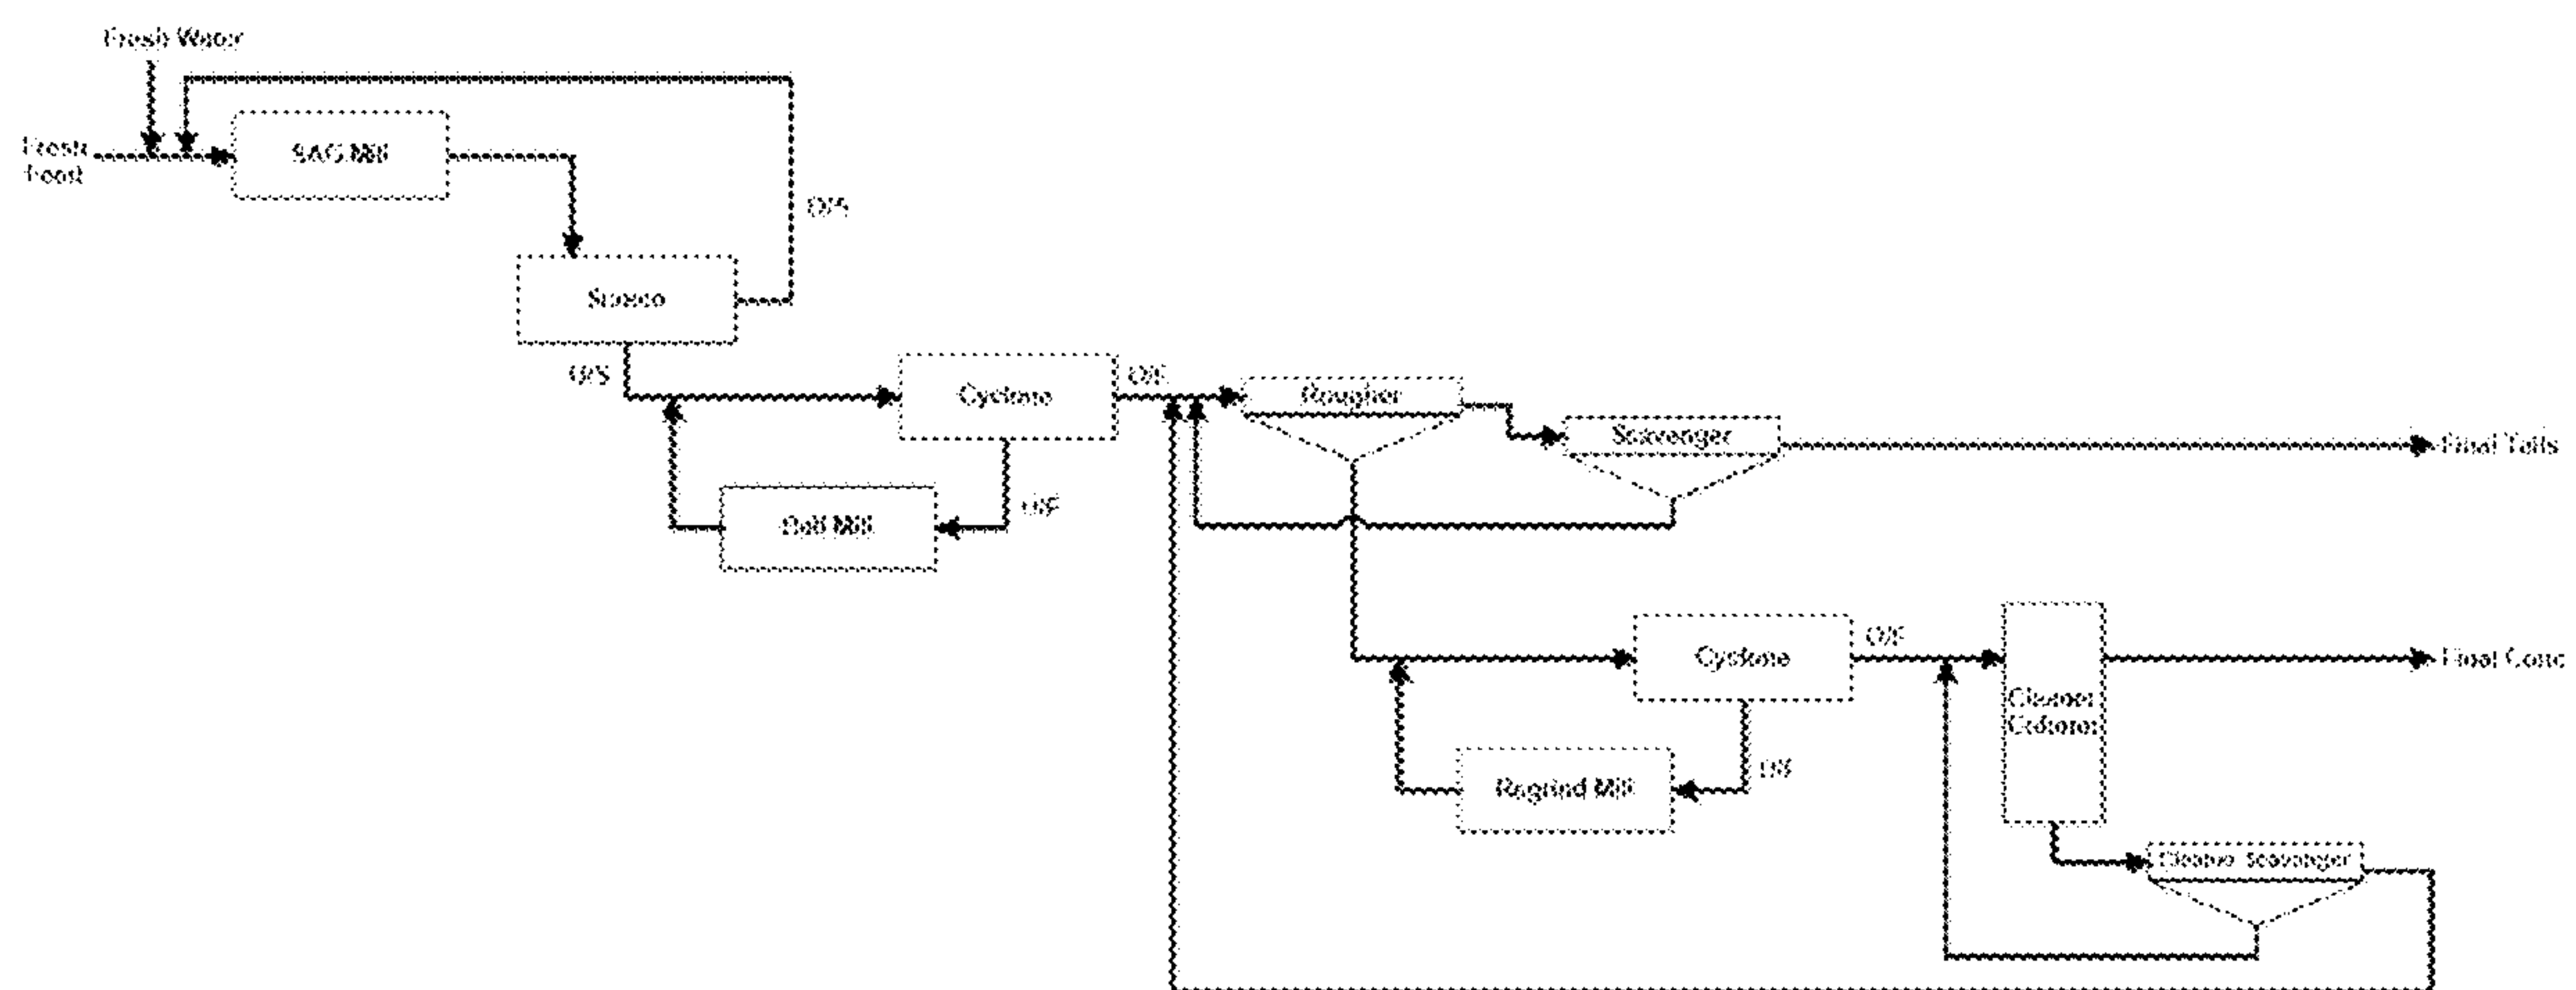 Fresh Water
Fresh
Feed
SAG Mill
O/S
Screen
U/S
Cyclone
O/F
Rougher
Scavenger
Final Tails
U/F
Ball Mill
Cyclone
O/F
Final Conc
Cleaner
Column
U/F
Regrind Mill
Cleaner Scavenger